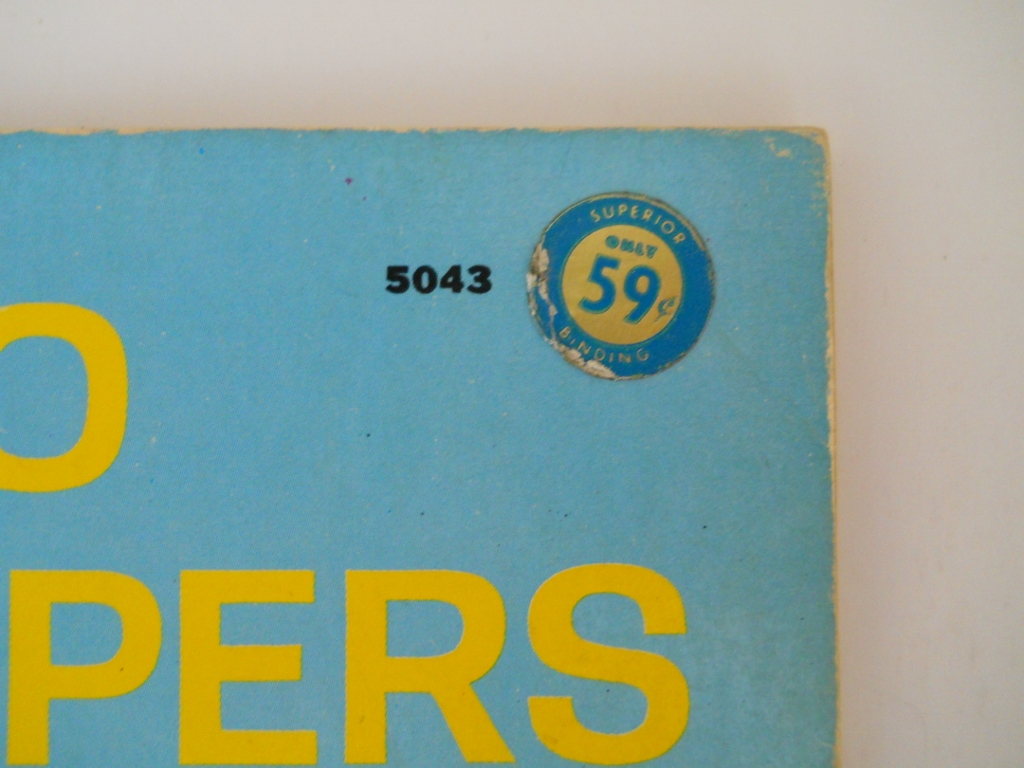 SUPERIOR
ONLY
5043
59¢
BINDING
O
PERS